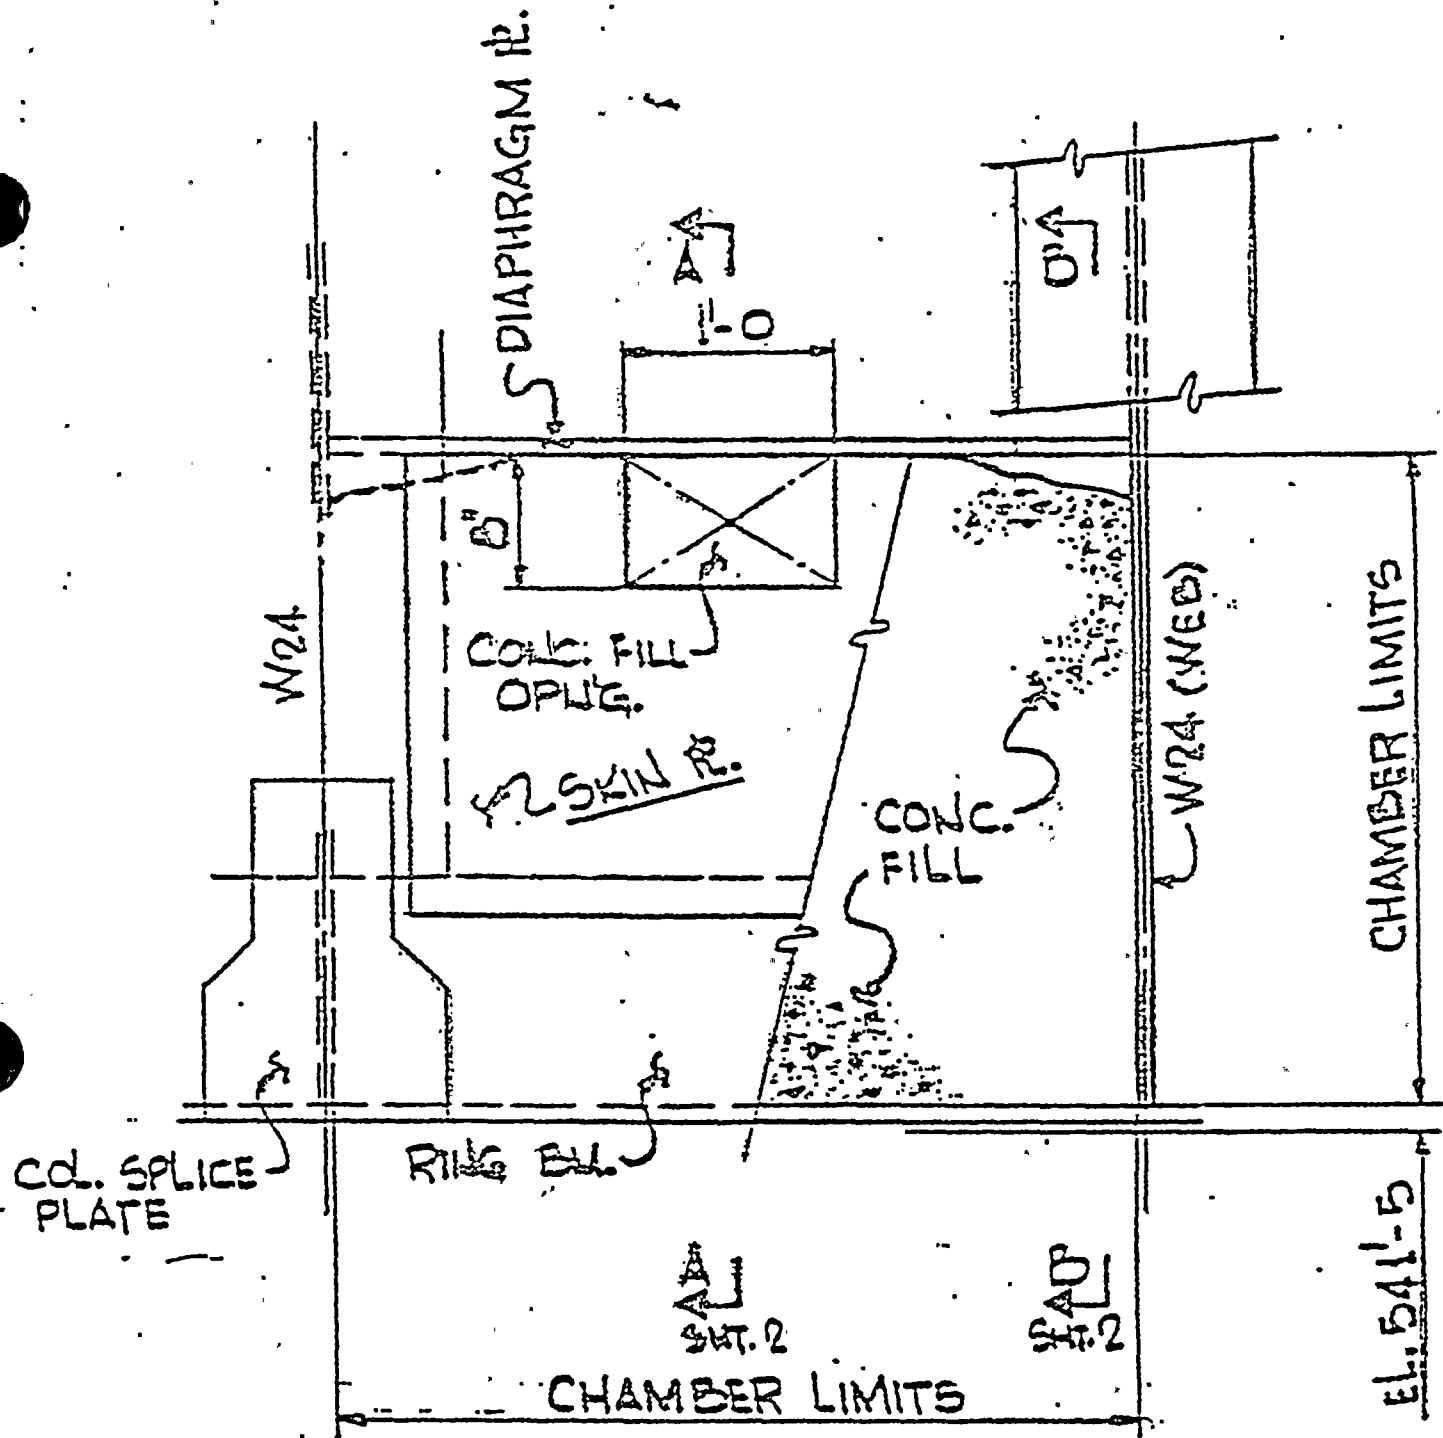 DIAPHRAGM PL.
A
1'-0
W24
8"
CONC. FILL
OPN'G.
SKIN PL.
CONC.
FILL
W24 (WEB)
CHAMBER LIMITS
COL. SPLICE
PLATE
RING BM.
A
SHT. 2
B
SHT. 2
CHAMBER LIMITS
EL. 541'-5